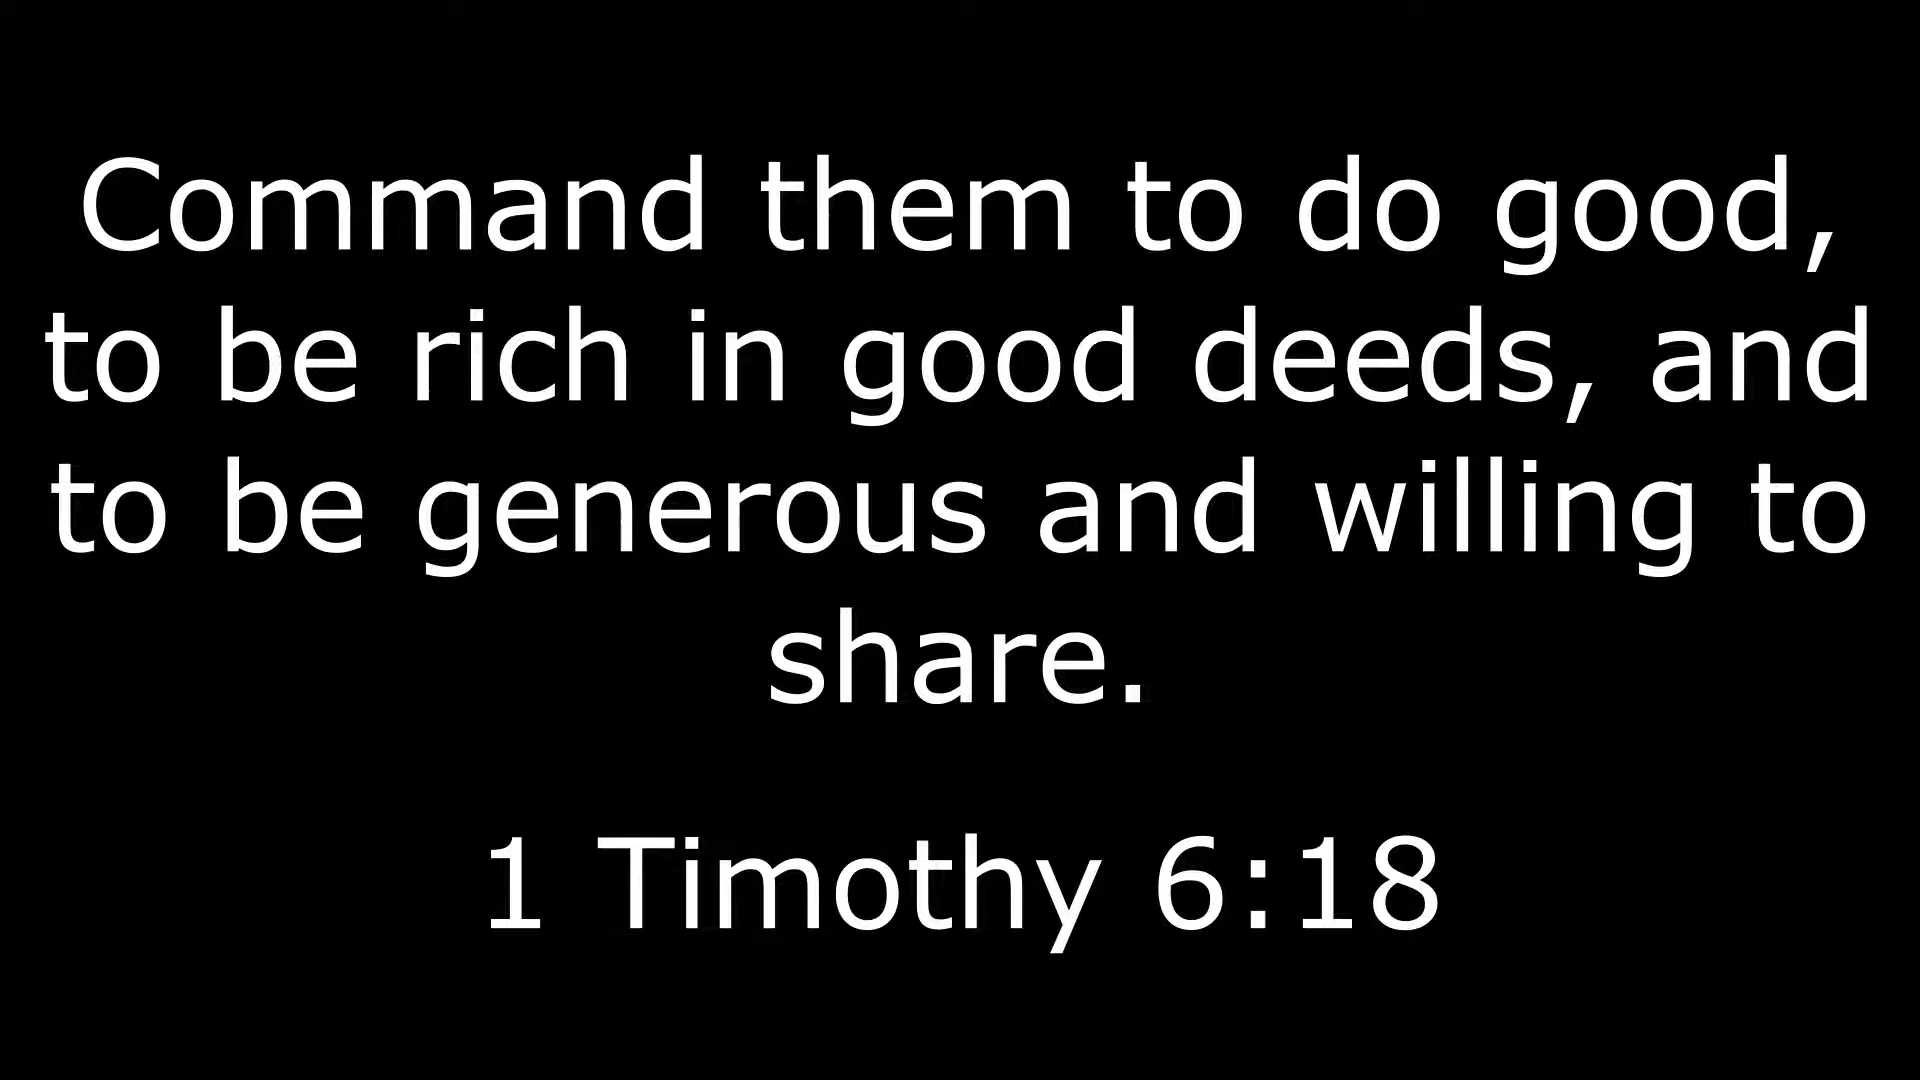 Command them to do good,
to be rich in good deeds, and
to be generous and willing to
share.
1 Timothy 6:18